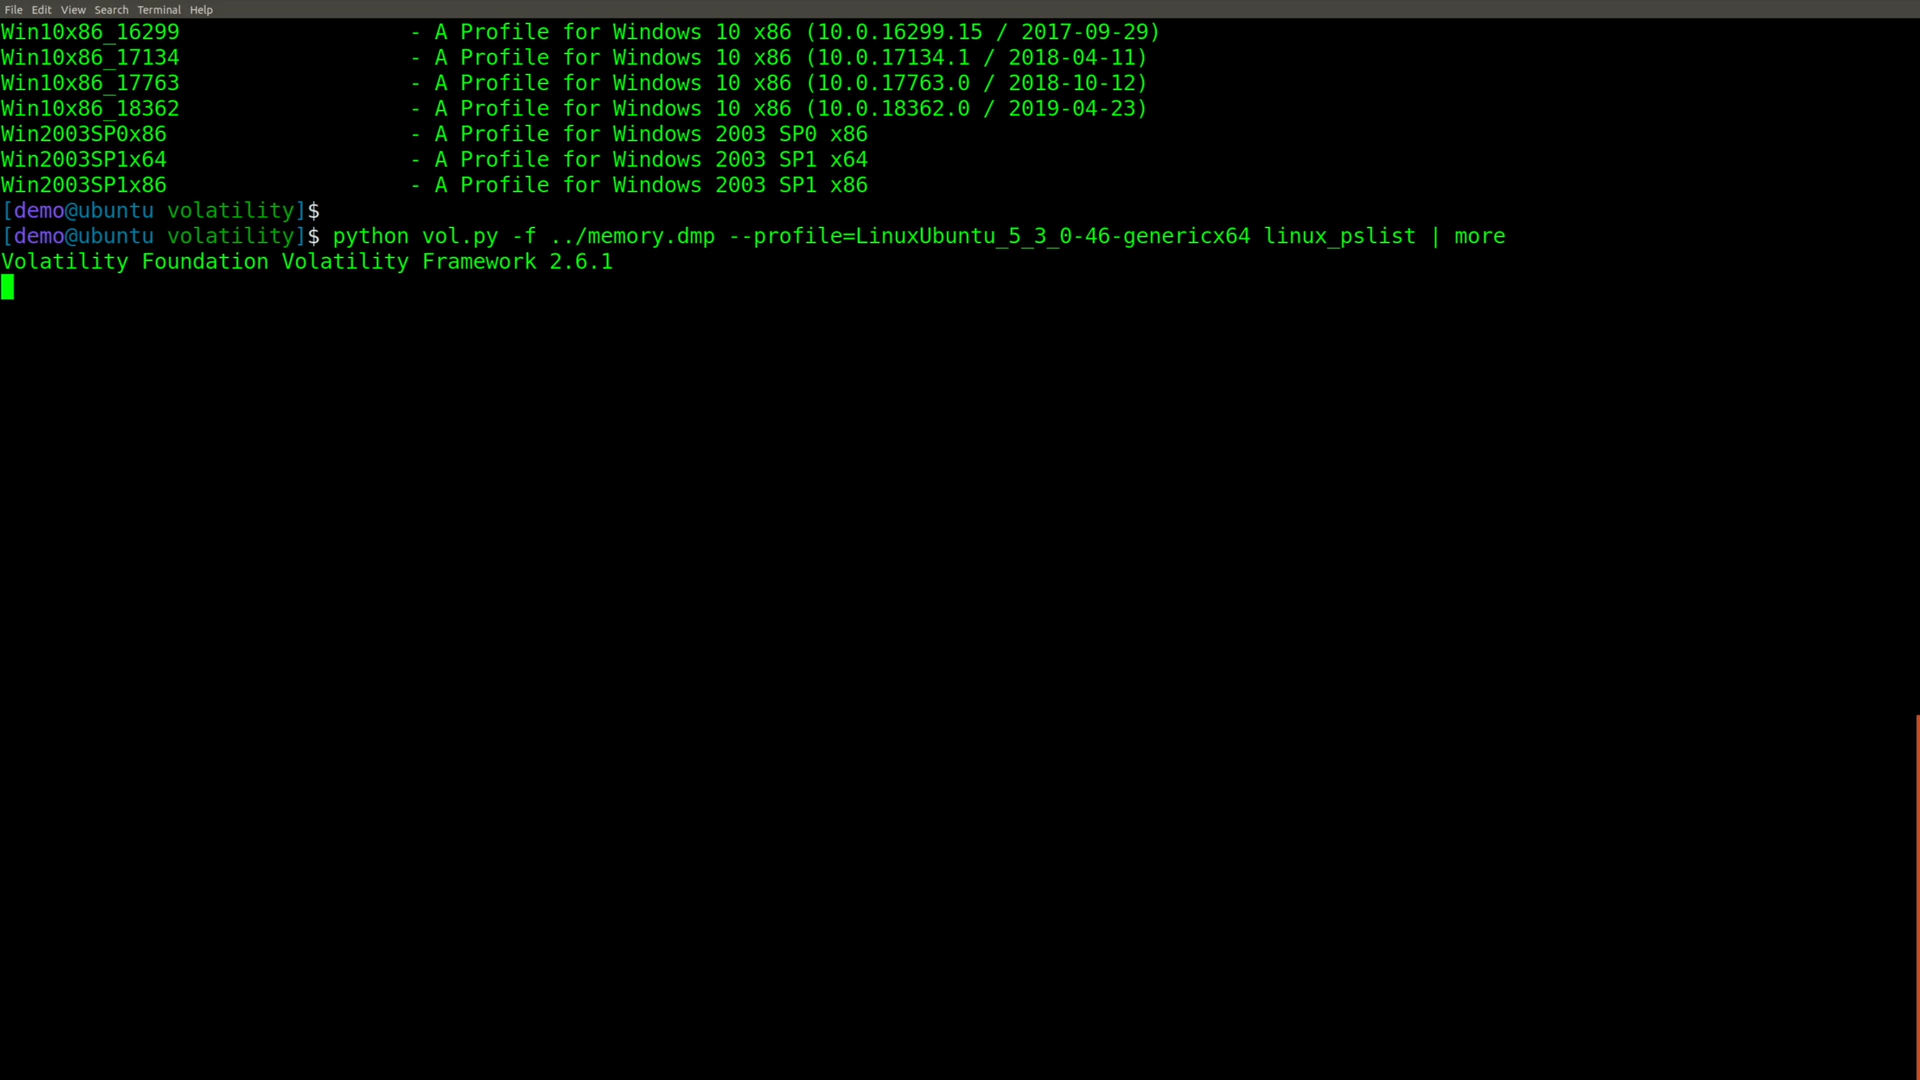 File Edit View Search Terminal Help
Win10x86_16299 - A Profile for Windows 10 x86 (10.0.16299.15 / 2017-09-29)
Win10x86_17134 - A Profile for Windows 10 x86 (10.0.17134.1 / 2018-04-11)
Win10x86_17763 - A Profile for Windows 10 x86 (10.0.17763.0 / 2018-10-12)
Win10x86_18362 - A Profile for Windows 10 x86 (10.0.18362.0 / 2019-04-23)
Win2003SP0x86 - A Profile for Windows 2003 SP0 x86
Win2003SP1x64 - A Profile for Windows 2003 SP1 x64
Win2003SP1x86 - A Profile for Windows 2003 SP1 x86
[demo@ubuntu volatility]$
[demo@ubuntu volatility]$ python vol.py -f ../memory.dmp --profile=LinuxUbuntu_5_3_0-46-genericx64 linux_pslist | more
Volatility Foundation Volatility Framework 2.6.1